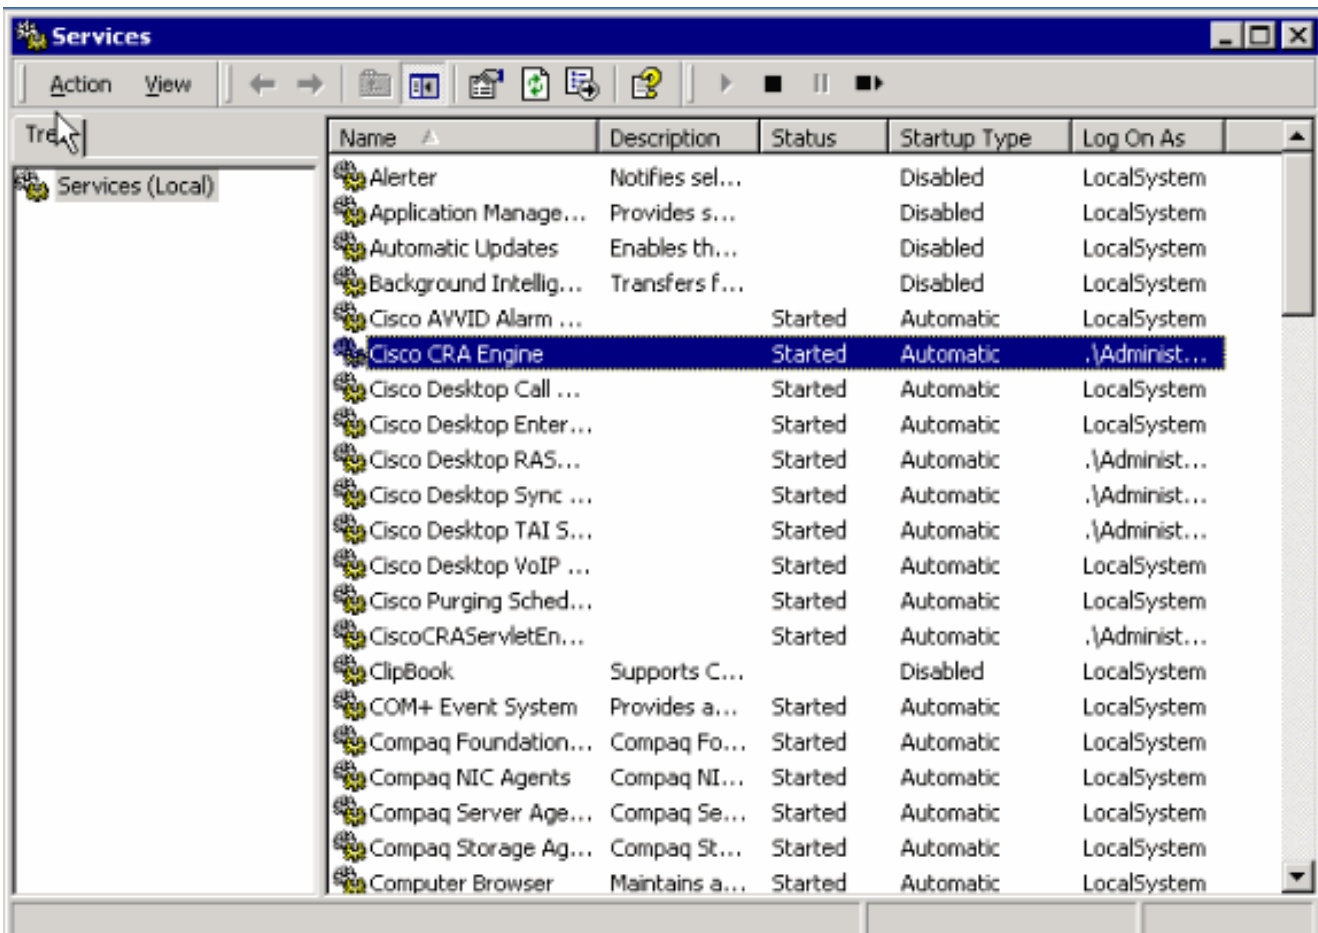 Services
Action View
Tree
Name Description Status Startup Type Log On As
Services (Local)
Alerter Notifies sel... Disabled LocalSystem
Application Manage... Provides s... Disabled LocalSystem
Automatic Updates Enables th... Disabled LocalSystem
Background Intellig... Transfers f... Disabled LocalSystem
Cisco AVVID Alarm ... Started Automatic LocalSystem
Cisco CRA Engine Started Automatic .\Administ...
Cisco Desktop Call ... Started Automatic LocalSystem
Cisco Desktop Enter... Started Automatic LocalSystem
Cisco Desktop RAS... Started Automatic .\Administ...
Cisco Desktop Sync ... Started Automatic .\Administ...
Cisco Desktop TAI S... Started Automatic .\Administ...
Cisco Desktop VoIP ... Started Automatic LocalSystem
Cisco Purging Sched... Started Automatic LocalSystem
CiscoCRAServletEn... Started Automatic .\Administ...
ClipBook Supports C... Disabled LocalSystem
COM+ Event System Provides a... Started Automatic LocalSystem
Compaq Foundation... Compaq Fo... Started Automatic LocalSystem
Compaq NIC Agents Compaq NI... Started Automatic LocalSystem
Compaq Server Age... Compaq Se... Started Automatic LocalSystem
Compaq Storage Ag... Compaq St... Started Automatic LocalSystem
Computer Browser Maintains a... Started Automatic LocalSystem